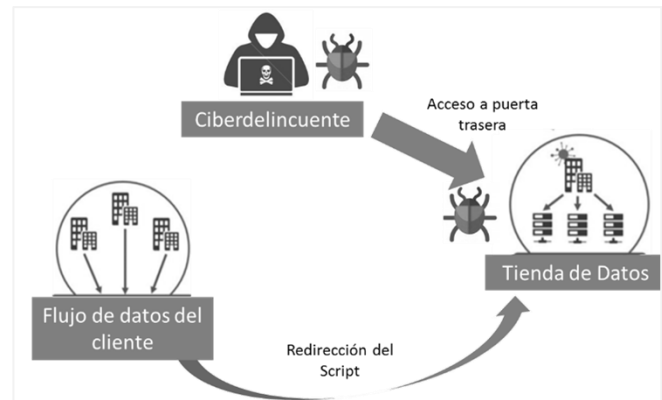 Ciberdelincuente
Acceso a puerta
trasera
Tienda de Datos
Flujo de datos del
cliente
Redirección del
Script